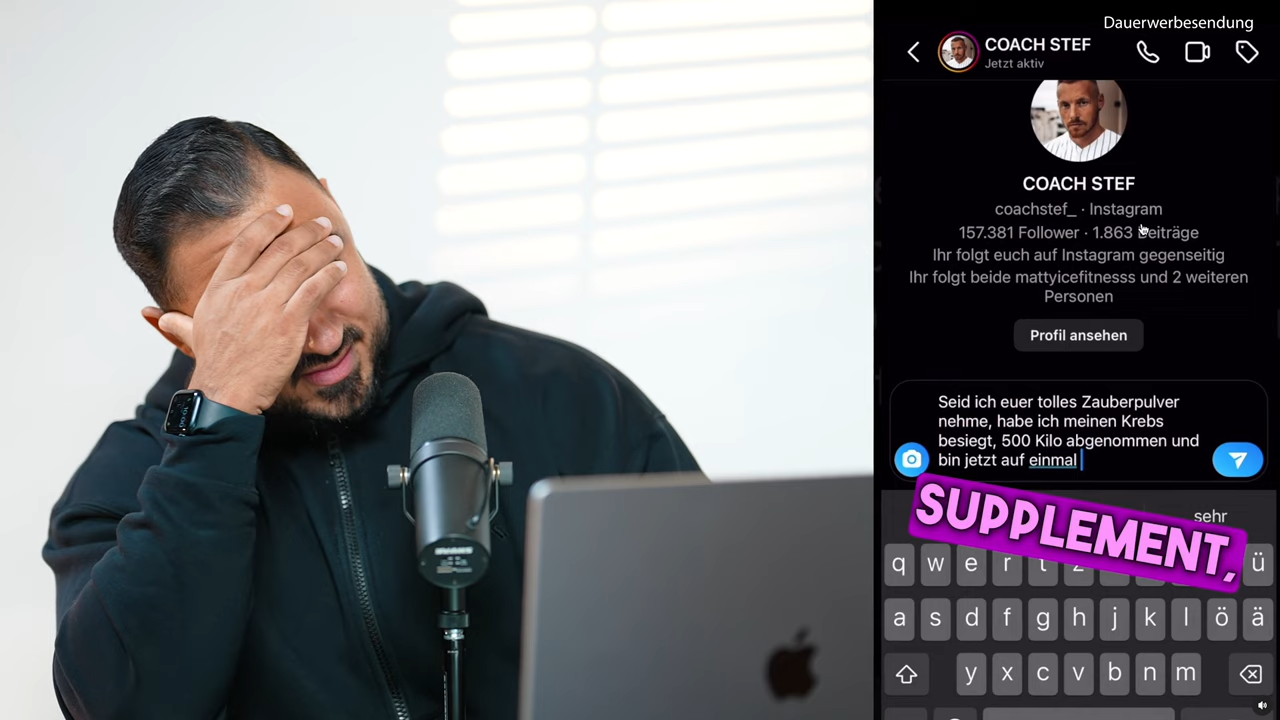 Dauerwerbesendung
COACH STEF
Jetzt aktiv
COACH STEF
coachstef_ · Instagram
157.381 Follower · 1.863 Beiträge
Ihr folgt euch auf Instagram gegenseitig
Ihr folgt beide mattyicefitnesss und 2 weiteren
Personen
Profil ansehen
Seid ich euer tolles Zauberpulver
nehme, habe ich meinen Krebs
besiegt, 500 Kilo abgenommen und
bin jetzt auf einmal
sehr
SUPPLEMENT,
q w e r t z ü
a s d f g h j k l ö ä
y x c v b n m